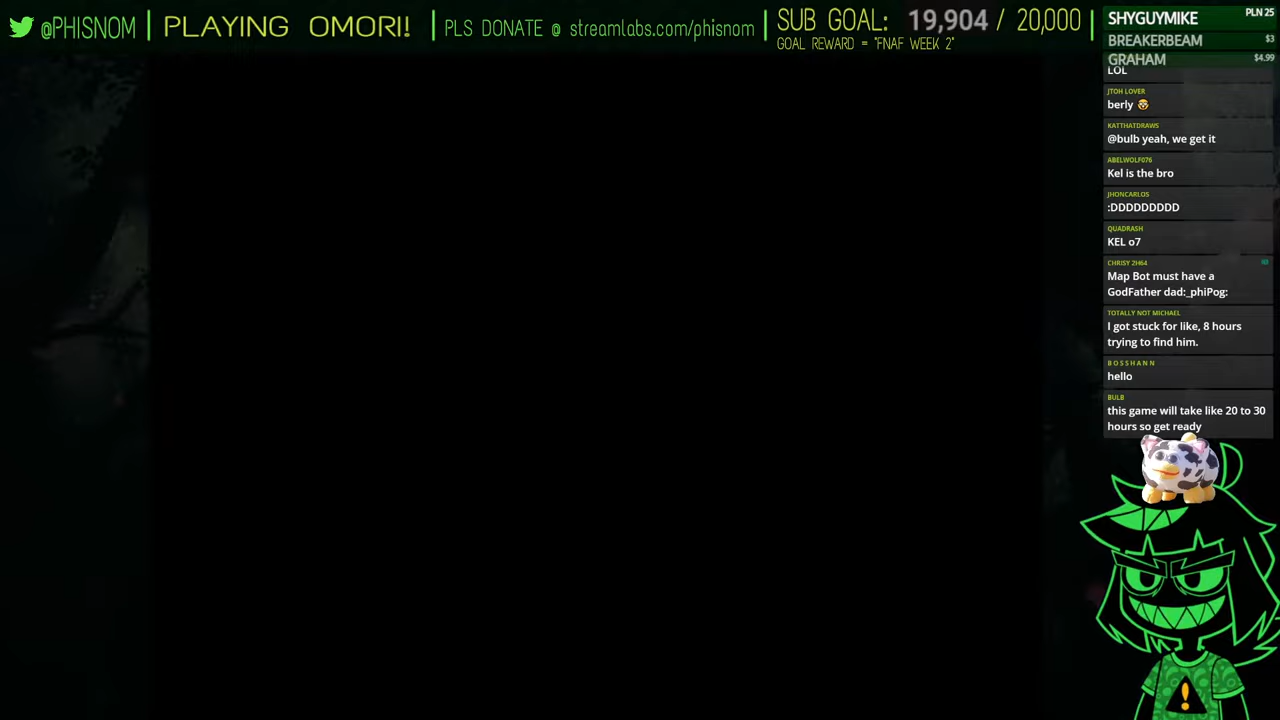 @PHISNOM | PLAYING OMORI! | PLS DONATE @ streamlabs.com/phisnom | SUB GOAL: 19,904 / 20,000 |
GOAL REWARD = "FNAF WEEK 2"
SHYGUYMIKE PLN 25
BREAKERBEAM $3
GRAHAM $4.99
LOL
JTOH LOVER
berly
KATTHATDRAWS
@bulb yeah, we get it
ABELWOLF076
Kel is the bro
JHONCARLOS
:DDDDDDDDD
QUADRASH
KEL o7
CHRISY 2H64
Map Bot must have a
GodFather dad:_phiPog:
TOTALLY NOT MICHAEL
I got stuck for like, 8 hours
trying to find him.
B O S S H A N N
hello
BULB
this game will take like 20 to 30
hours so get ready